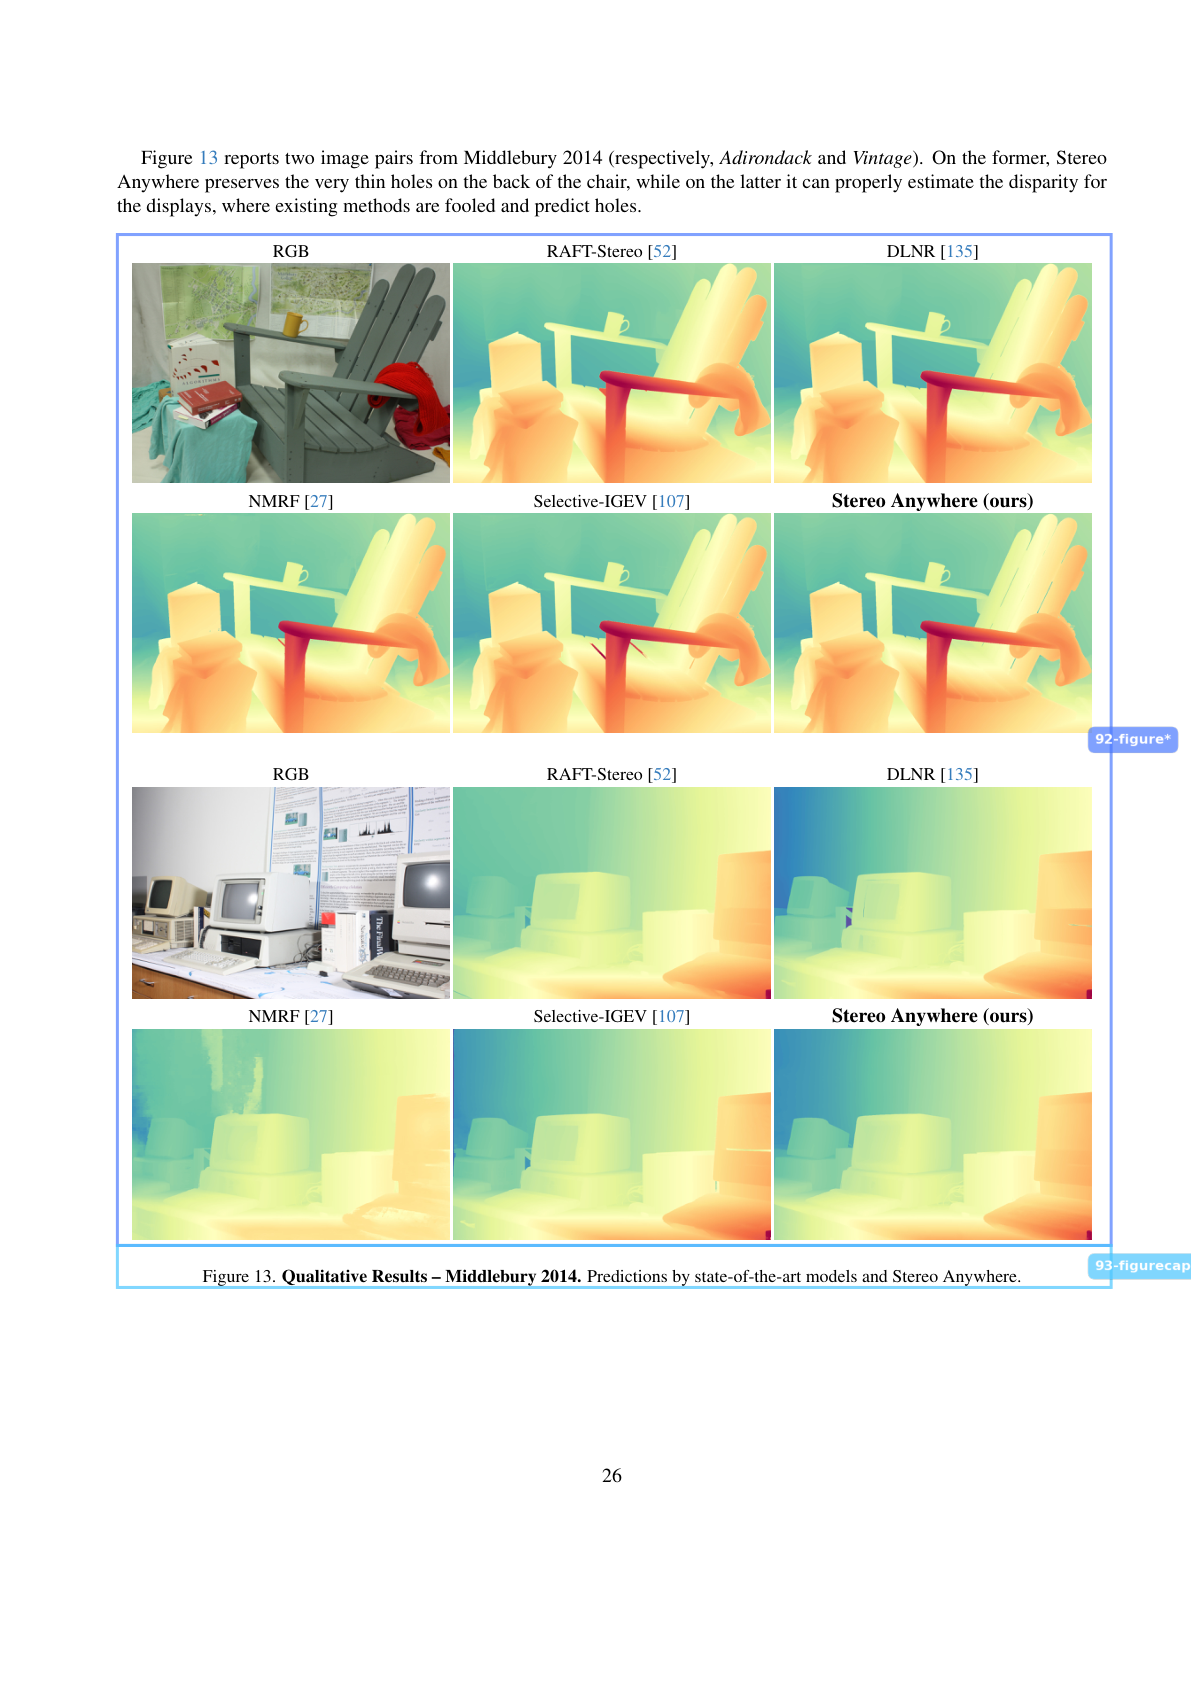 Figure 13 reports two image pairs from Middlebury 2014 (respectively, Adirondack and Vintage). On the former, Stereo
Anywhere preserves the very thin holes on the back of the chair, while on the latter it can properly estimate the disparity for
the displays, where existing methods are fooled and predict holes.
RGB RAFT-Stereo [52] DLNR [135]
ALGORITHMS
NMRF [27] Selective-IGEV [107] Stereo Anywhere (ours)
92-figure*
RGB RAFT-Stereo [52] DLNR [135]
NMRF [27] Selective-IGEV [107] Stereo Anywhere (ours)
93-figurecap
Figure 13. Qualitative Results – Middlebury 2014. Predictions by state-of-the-art models and Stereo Anywhere.
26